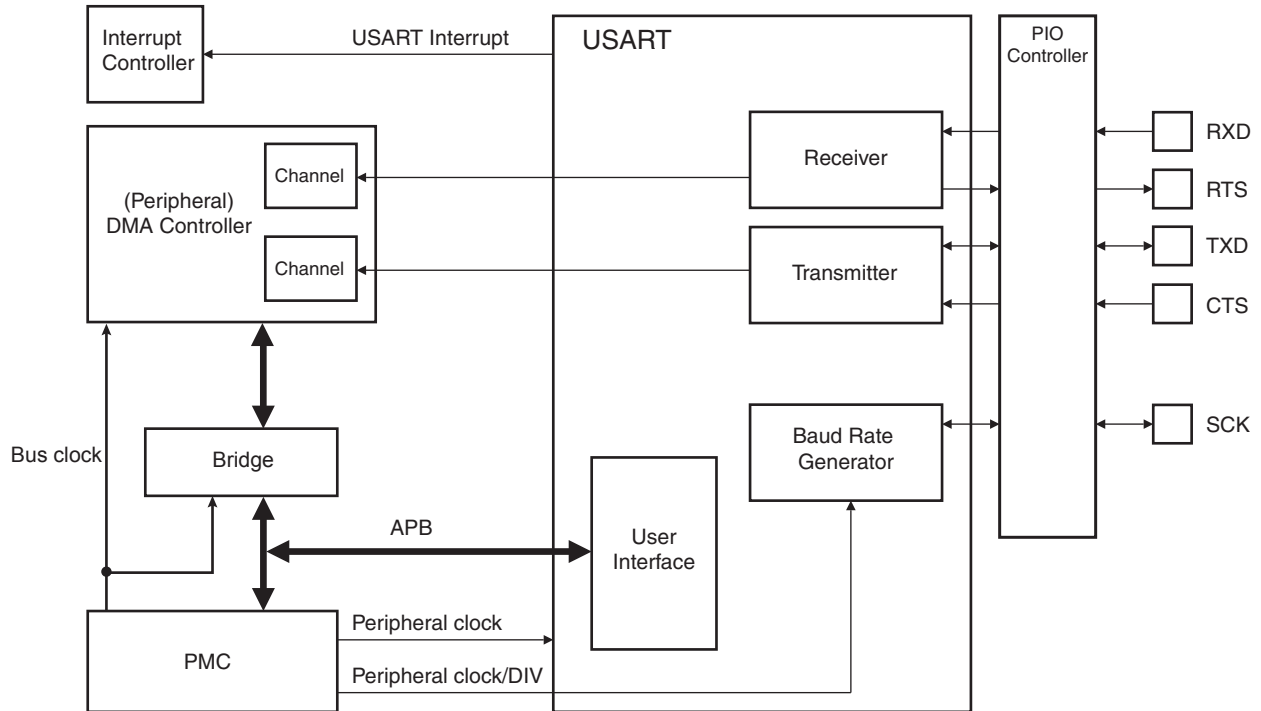 Interrupt
Controller
USART Interrupt
USART
PIO
Controller
(Peripheral)
DMA Controller
Channel
Channel
Receiver
Transmitter
RXD
RTS
TXD
CTS
SCK
Baud Rate
Generator
Bus clock
Bridge
APB
User
Interface
PMC
Peripheral clock
Peripheral clock/DIV